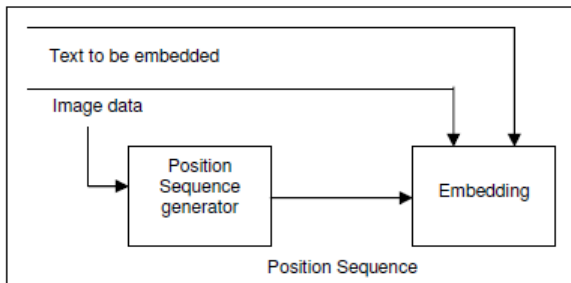 Text to be embedded
Image data
Position
Sequence
generator
Embedding
Position Sequence